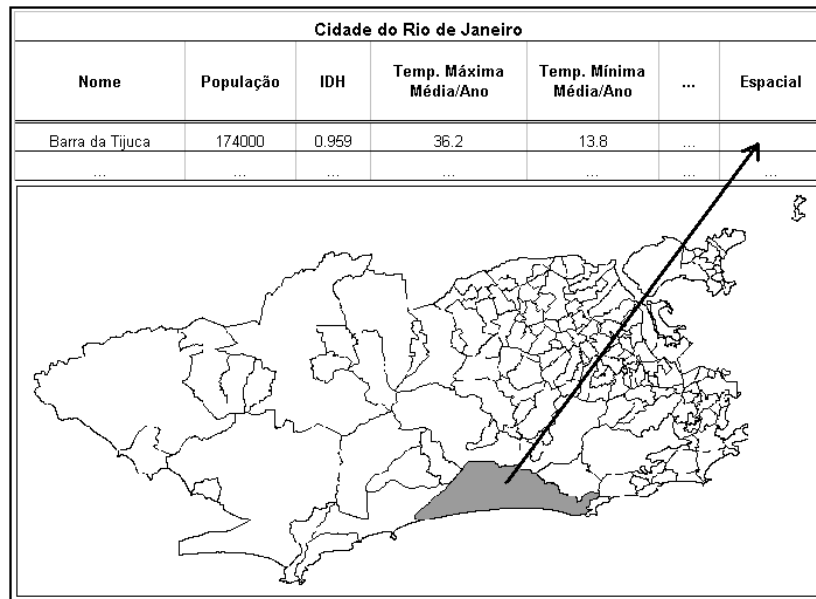 Cidade do Rio de Janeiro
Nome População IDH Temp. Máxima Média/Ano Temp. Mínima Média/Ano ... Espacial
Barra da Tijuca 174000 0.959 36.2 13.8 ...
... ... ... ... ... ... ...